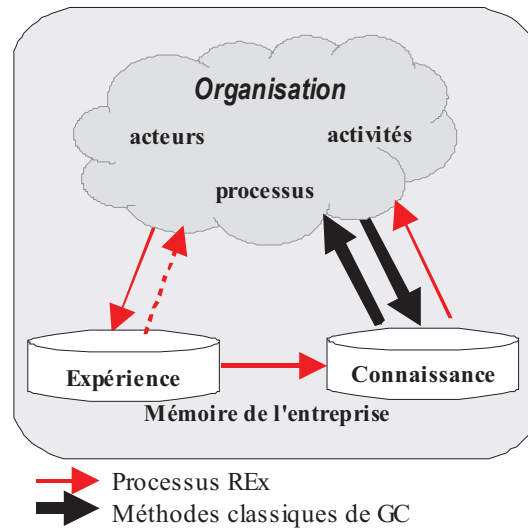 Organisation
acteurs
activités
processus
Expérience
Connaissance
Mémoire de l'entreprise
Processus REx
Méthodes classiques de GC